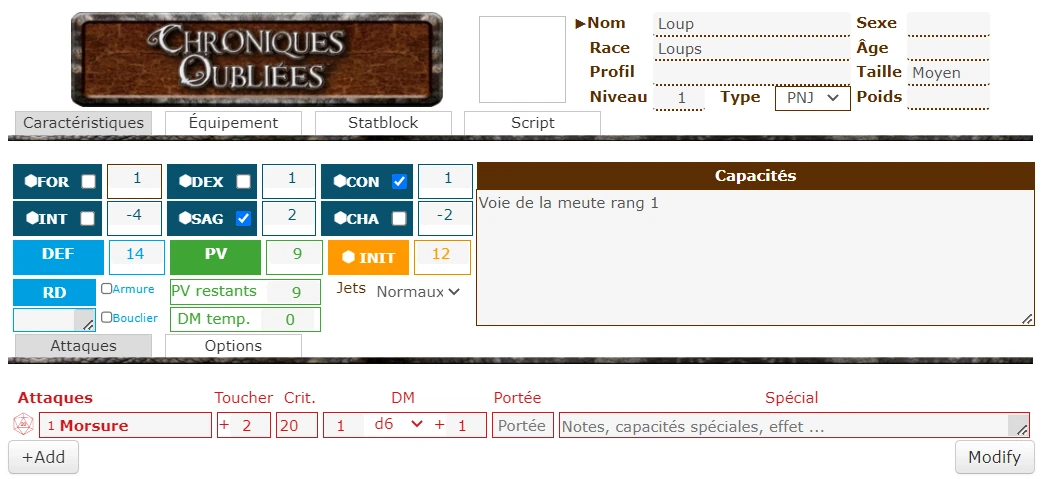 CHRONIQUES
OUBLIÉES
Nom Loup Sexe
Race Loups Âge
Profil Taille Moyen
Niveau 1 Type PNJ Poids
Caractéristiques Équipement Statblock Script
FOR 1 DEX 1 CON 1
INT -4 SAG 2 CHA -2
DEF 14 PV 9 INIT 12
RD Armure PV restants 9 Jets Normaux
Bouclier DM temp. 0
Capacités
Voie de la meute rang 1
Attaques Options
Attaques Toucher Crit. DM Portée Spécial
1 Morsure + 2 20 1 d6 + 1 Portée Notes, capacités spéciales, effet ...
+Add Modify